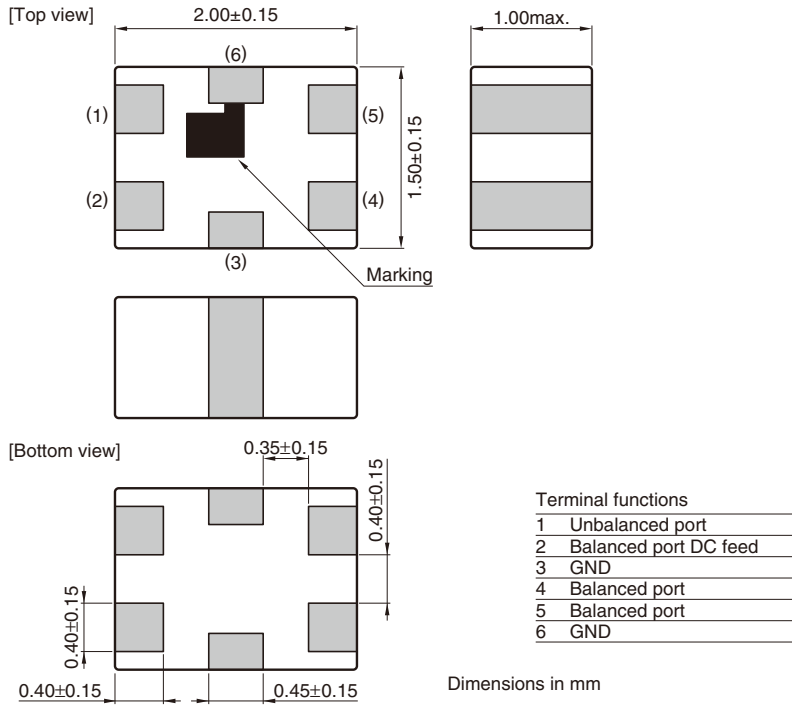 [Top view]
2.00±0.15
1.00max.
(6)
(1)
(5)
1.50±0.15
(2)
(4)
(3)
Marking
[Bottom view]
0.35±0.15
0.40±0.15
0.40±0.15
0.40±0.15
0.45±0.15
Terminal functions
1 Unbalanced port
2 Balanced port DC feed
3 GND
4 Balanced port
5 Balanced port
6 GND
Dimensions in mm